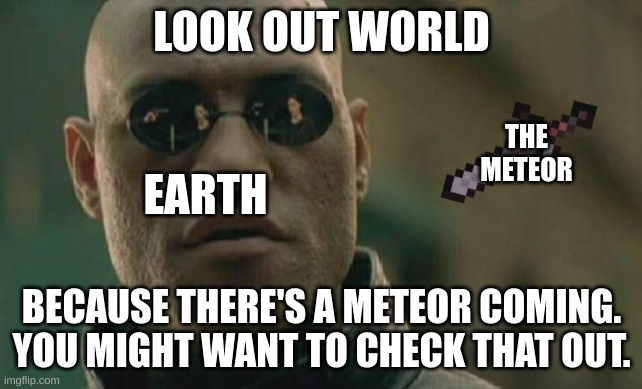 LOOK OUT WORLD
THE
METEOR
EARTH
BECAUSE THERE'S A METEOR COMING.
YOU MIGHT WANT TO CHECK THAT OUT.
imgflip.com